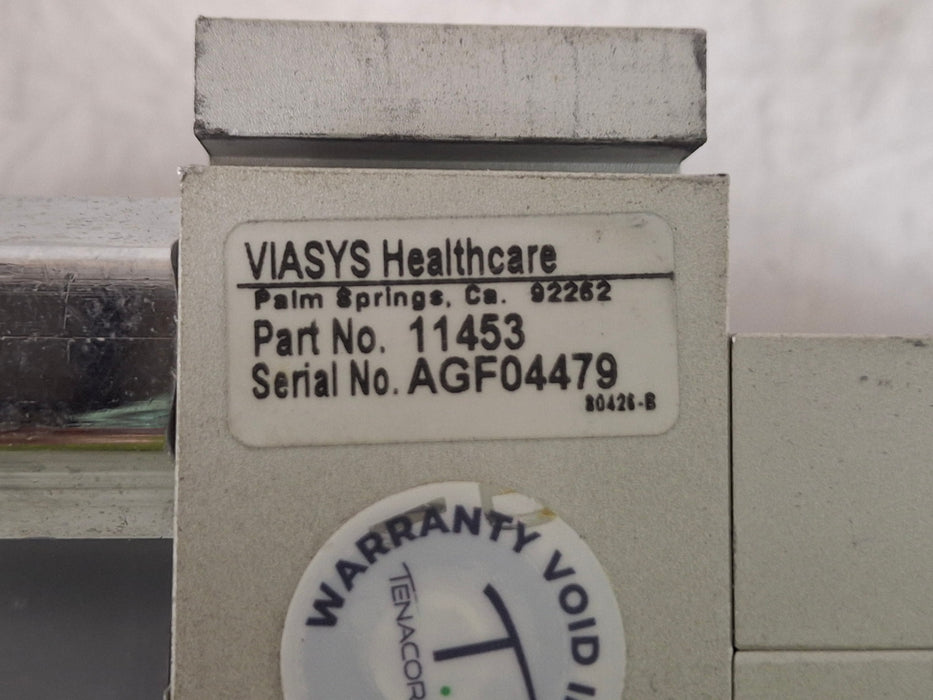 VIASYS Healthcare
Palm Springs, Ca. 92262
Part No. 11453
Serial No. AGF04479
80426-B
WARRANTY VOID
TENACOR